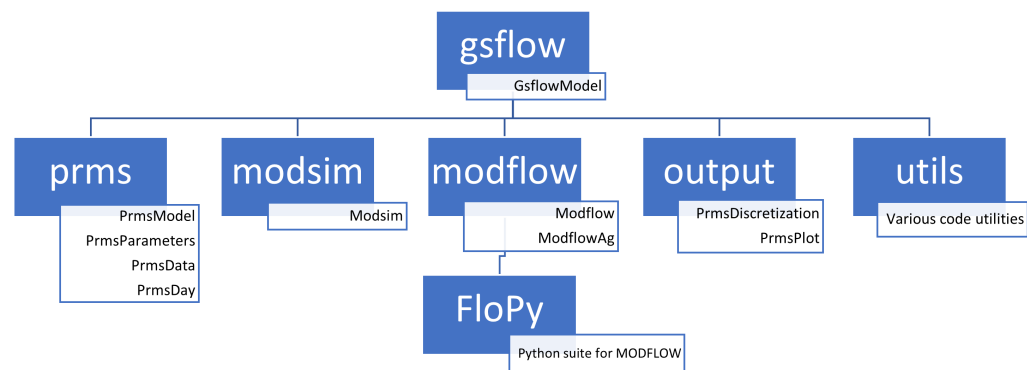 gsflow
GsflowModel
prms
PrmsModel
PrmsParameters
PrmsData
PrmsDay
modsim
Modsim
modflow
Modflow
ModflowAg
output
PrmsDiscretization
PrmsPlot
utils
Various code utilities
FloPy
Python suite for MODFLOW